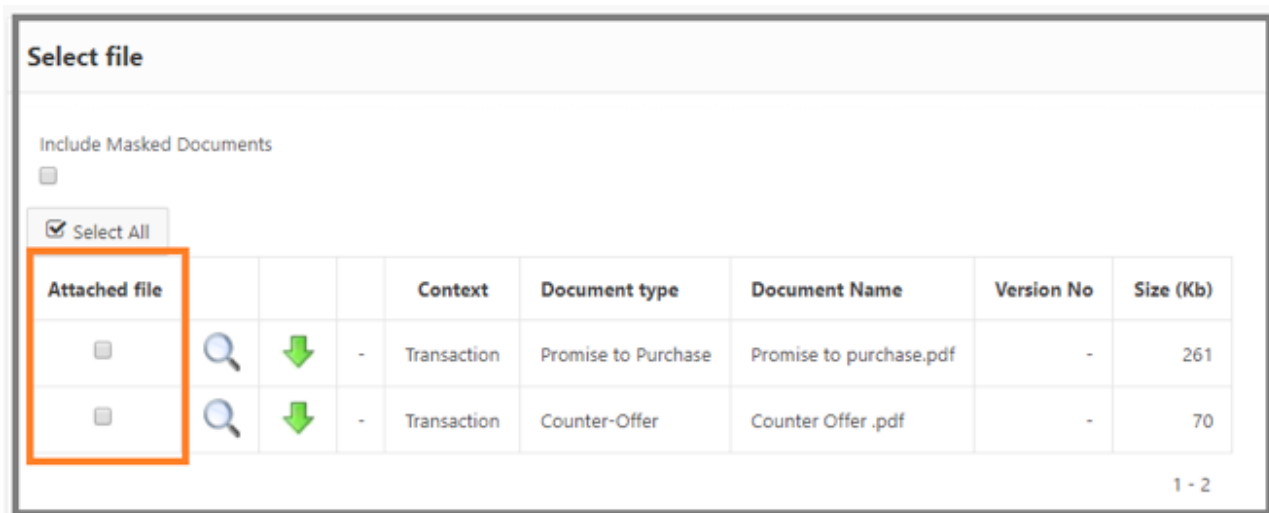 Select file
Include Masked Documents
Select All
Attached file Context Document type Document Name Version No Size (Kb)
- Transaction Promise to Purchase Promise to purchase.pdf - 261
- Transaction Counter-Offer Counter Offer .pdf - 70
1 - 2